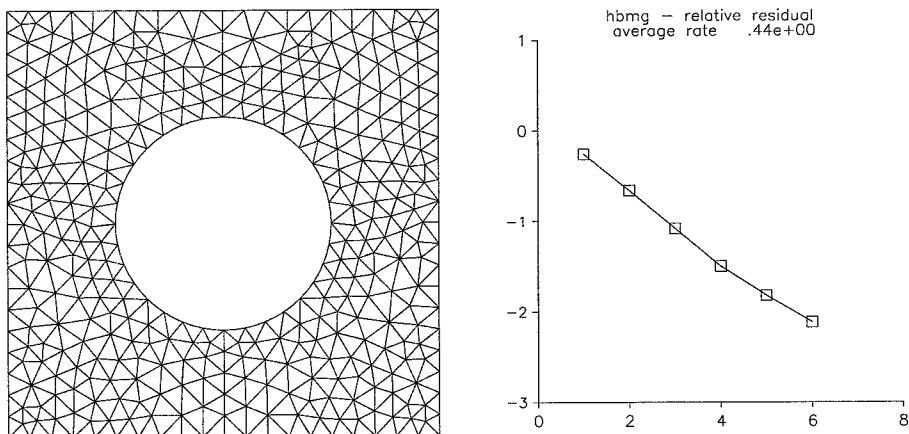 hbmg – relative residual
average rate .44e+00
1
0
−1
−2
−3
0 2 4 6 8